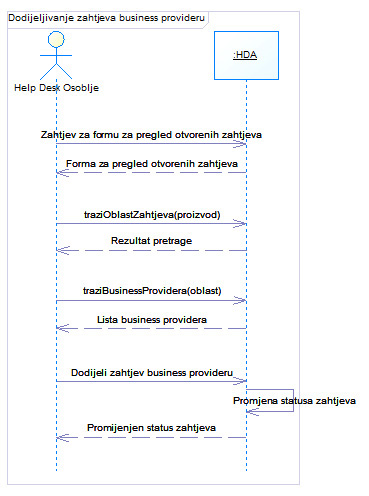 Dodijeljivanje zahtjeva business provideru
:HDA
Help Desk Osoblje
Zahtjev za formu za pregled otvorenih zahtjeva
Forma za pregled otvorenih zahtjeva
traziOblastZahtjeva(proizvod)
Rezultat pretrage
traziBusinessProvidera(oblast)
Lista business providera
Dodijeli zahtjev business provideru
Promjena statusa zahtjeva
Promijenjen status zahtjeva